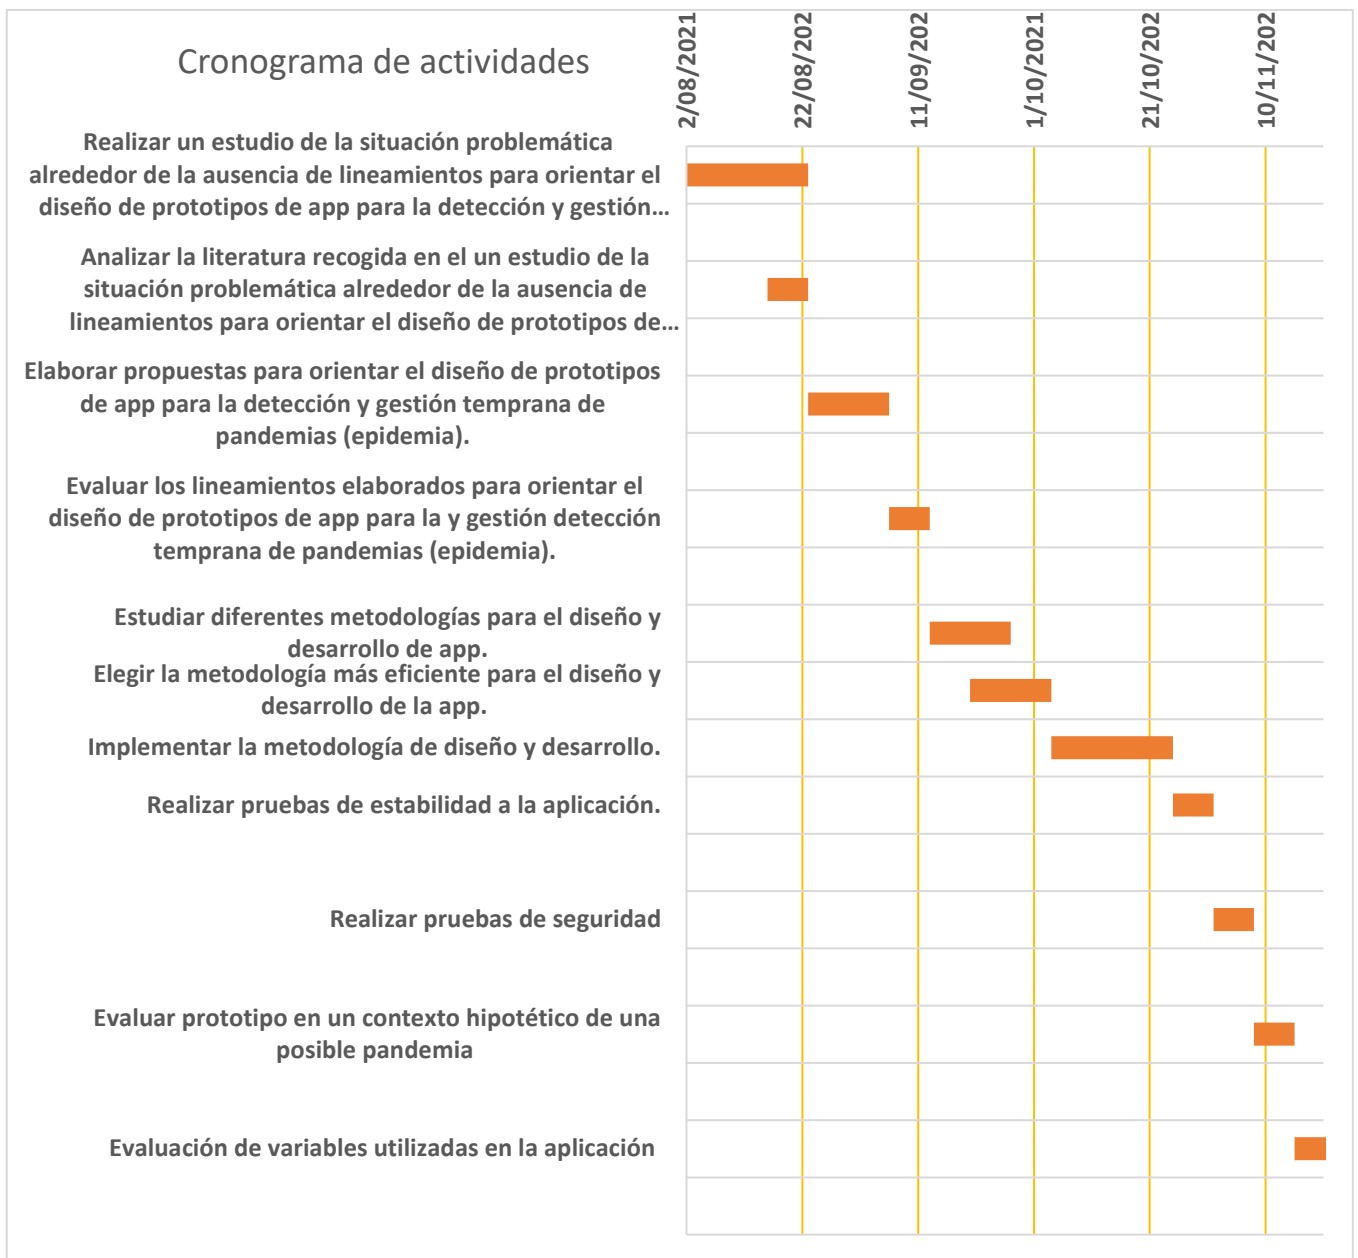 Cronograma de actividades
2/08/2021
22/08/202
11/09/202
1/10/2021
21/10/202
10/11/202
Realizar un estudio de la situación problemática
alrededor de la ausencia de lineamientos para orientar el
diseño de prototipos de app para la detección y gestión...
Analizar la literatura recogida en el un estudio de la
situación problemática alrededor de la ausencia de
lineamientos para orientar el diseño de prototipos de...
Elaborar propuestas para orientar el diseño de prototipos
de app para la detección y gestión temprana de
pandemias (epidemia).
Evaluar los lineamientos elaborados para orientar el
diseño de prototipos de app para la y gestión detección
temprana de pandemias (epidemia).
Estudiar diferentes metodologías para el diseño y
desarrollo de app.
Elegir la metodología más eficiente para el diseño y
desarrollo de la app.
Implementar la metodología de diseño y desarrollo.
Realizar pruebas de estabilidad a la aplicación.
Realizar pruebas de seguridad
Evaluar prototipo en un contexto hipotético de una
posible pandemia
Evaluación de variables utilizadas en la aplicación